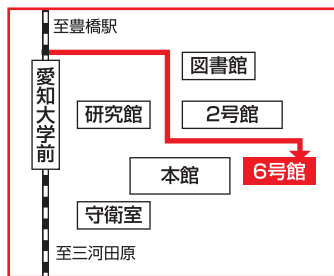 至豊橋駅
愛知大学前
図書館
研究館
2号館
本館
6号館
守衛室
至三河田原